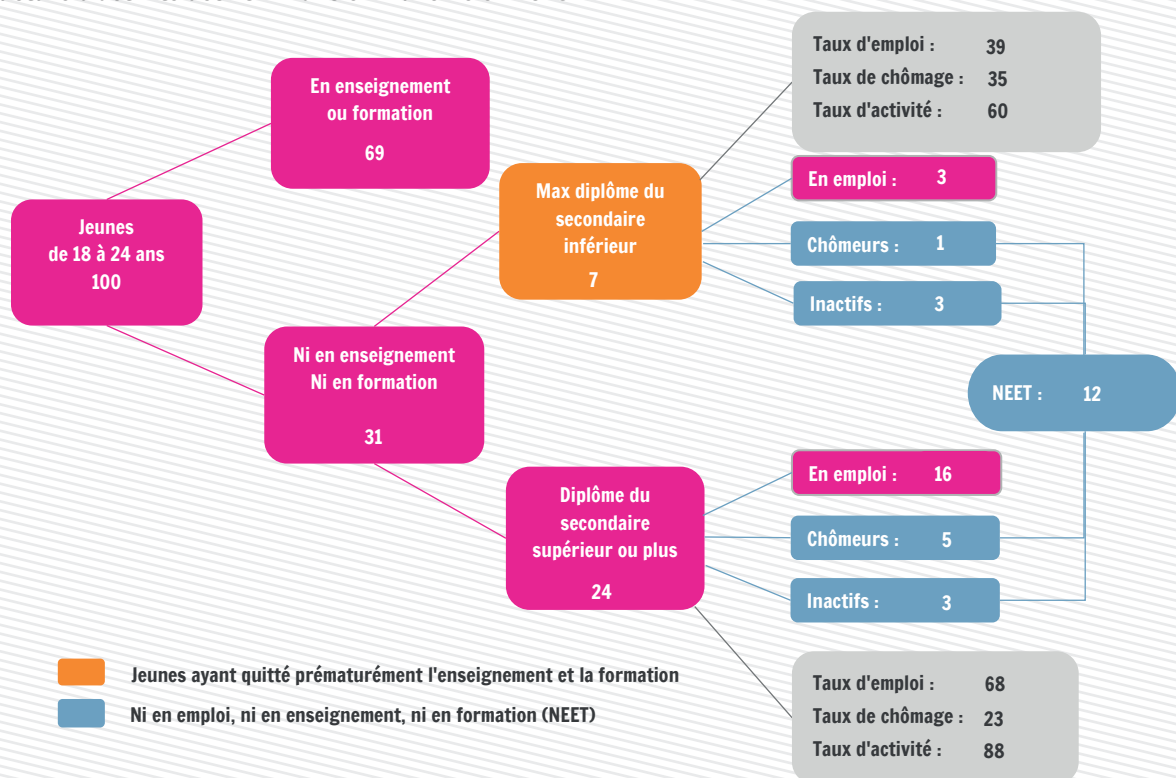 Jeunes
de 18 à 24 ans
100
En enseignement
ou formation
69
Ni en enseignement
Ni en formation
31
Max diplôme du
secondaire
inférieur
7
Diplôme du
secondaire
supérieur ou plus
24
Taux d'emploi : 39
Taux de chômage : 35
Taux d'activité : 60
En emploi : 3
Chômeurs : 1
Inactifs : 3
NEET : 12
En emploi : 16
Chômeurs : 5
Inactifs : 3
Taux d'emploi : 68
Taux de chômage : 23
Taux d'activité : 88
Jeunes ayant quitté prématurément l'enseignement et la formation
Ni en emploi, ni en enseignement, ni en formation (NEET)